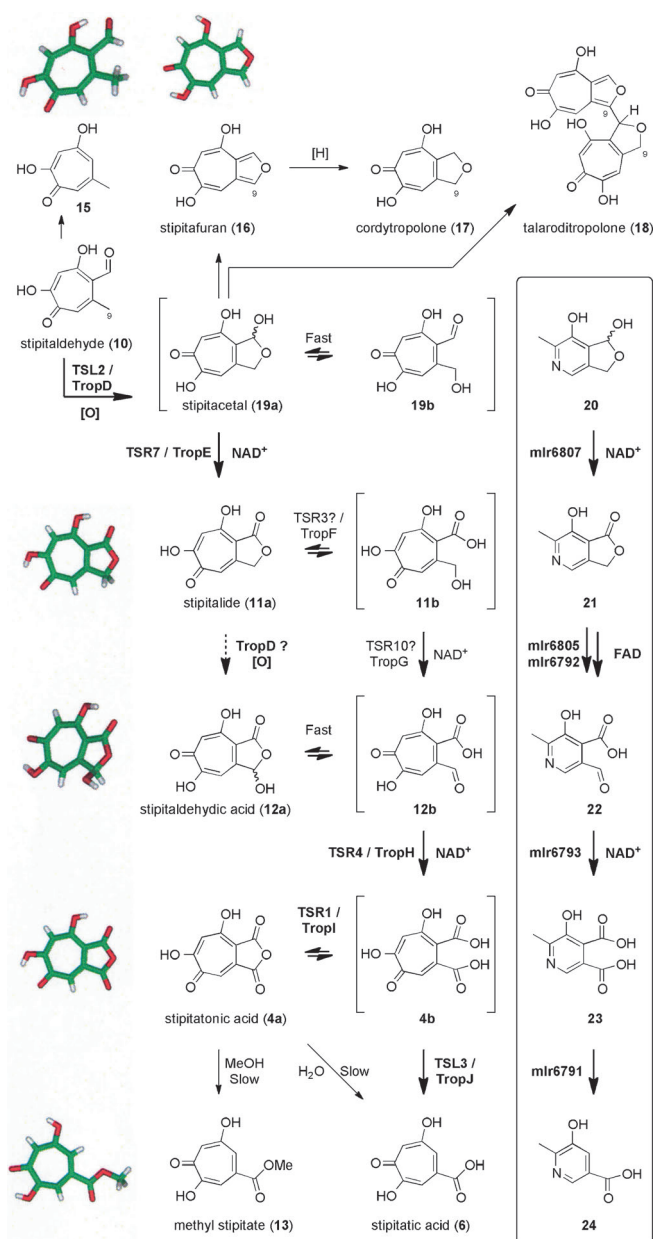 OH
HO
O
15
OH
O
HO
O
9
stipitaldehyde (10)
TSL2 /
TropD
[O]
OH
O
HO
O
9
stipitafuran (16)
[H]
OH
O
HO
O
9
cordytropolone (17)
OH
O
HO
O
9
H
HO
O
O
9
OH
talaroditropolone (18)
OH
OH
O
O
HO
stipitacetal (19a)
Fast
OH
O
O
HO
OH
19b
OH
OH
O
N
20
TSR7 / TropE
NAD+
mlr6807
NAD+
OH
O
HO
O
O
stipitalide (11a)
TSR3? /
TropF
OH
O
HO
OH
O
OH
11b
OH
O
O
N
21
TropD ?
[O]
TSR10?
TropG
NAD+
mlr6805
mlr6792
FAD
OH
O
O
O
HO
OH
stipitaldehydic acid (12a)
Fast
OH
O
O
OH
HO
O
12b
OH
O
OH
N
O
22
TSR4 / TropH
NAD+
mlr6793
NAD+
OH
O
HO
O
O
O
stipitatonic acid (4a)
TSR1 /
TropI
OH
O
HO
OH
OH
O
O
4b
OH
O
OH
OH
N
O
23
MeOH
Slow
H2O
Slow
TSL3 /
TropJ
mlr6791
OH
O
OMe
HO
O
methyl stipitate (13)
OH
O
OH
HO
O
stipitatic acid (6)
OH
OH
N
O
24